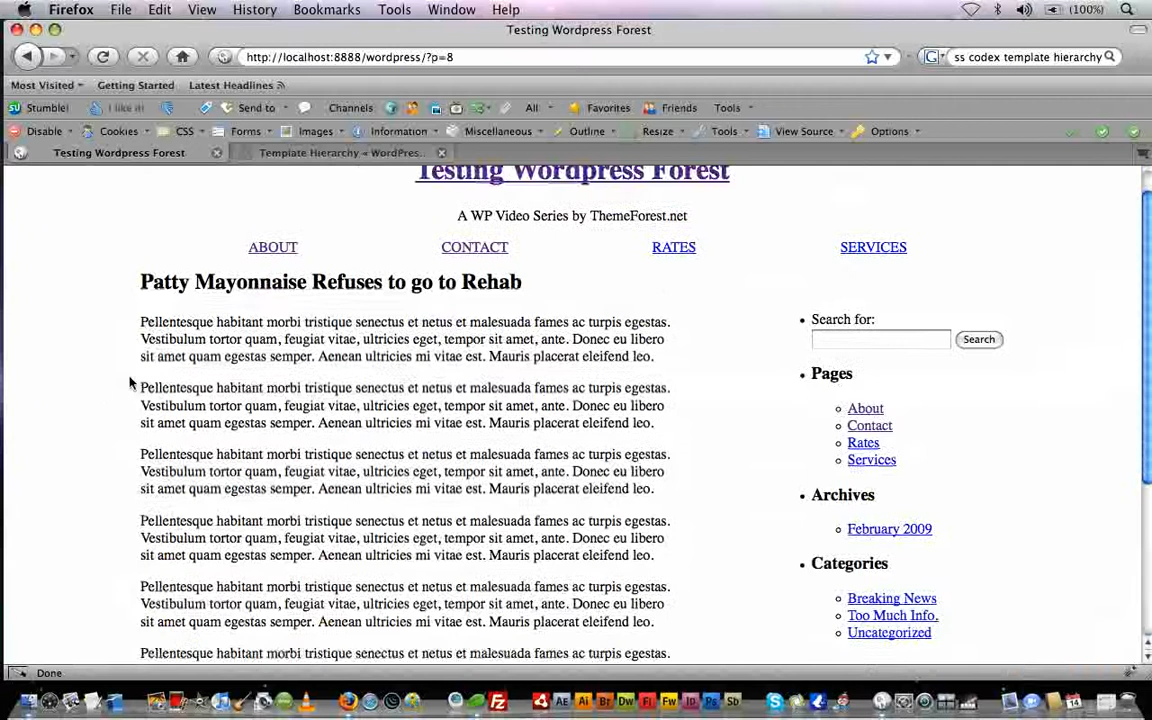 Firefox File Edit View History Bookmarks Tools Window Help (100%)
Testing Wordpress Forest
http://localhost:8888/wordpress/?p=8 ss codex template hierarchy
Most Visited Getting Started Latest Headlines
Stumble! I like it! Send to Channels All Favorites Friends Tools
Disable Cookies CSS Forms Images Information Miscellaneous Outline Resize Tools View Source Options
Testing Wordpress Forest Template Hierarchy « WordPres...
Testing Wordpress Forest
A WP Video Series by ThemeForest.net
ABOUT CONTACT RATES SERVICES
Patty Mayonnaise Refuses to go to Rehab
Pellentesque habitant morbi tristique senectus et netus et malesuada fames ac turpis egestas.
Vestibulum tortor quam, feugiat vitae, ultricies eget, tempor sit amet, ante. Donec eu libero
sit amet quam egestas semper. Aenean ultricies mi vitae est. Mauris placerat eleifend leo.
Pellentesque habitant morbi tristique senectus et netus et malesuada fames ac turpis egestas.
Vestibulum tortor quam, feugiat vitae, ultricies eget, tempor sit amet, ante. Donec eu libero
sit amet quam egestas semper. Aenean ultricies mi vitae est. Mauris placerat eleifend leo.
Pellentesque habitant morbi tristique senectus et netus et malesuada fames ac turpis egestas.
Vestibulum tortor quam, feugiat vitae, ultricies eget, tempor sit amet, ante. Donec eu libero
sit amet quam egestas semper. Aenean ultricies mi vitae est. Mauris placerat eleifend leo.
Pellentesque habitant morbi tristique senectus et netus et malesuada fames ac turpis egestas.
Vestibulum tortor quam, feugiat vitae, ultricies eget, tempor sit amet, ante. Donec eu libero
sit amet quam egestas semper. Aenean ultricies mi vitae est. Mauris placerat eleifend leo.
Pellentesque habitant morbi tristique senectus et netus et malesuada fames ac turpis egestas.
Vestibulum tortor quam, feugiat vitae, ultricies eget, tempor sit amet, ante. Donec eu libero
sit amet quam egestas semper. Aenean ultricies mi vitae est. Mauris placerat eleifend leo.
Pellentesque habitant morbi tristique senectus et netus et malesuada fames ac turpis egestas.
Search for:
Search
Pages
About
Contact
Rates
Services
Archives
February 2009
Categories
Breaking News
Too Much Info.
Uncategorized
Done
Ae Ai Br Dw Fl Fw Id Ps Sb 14